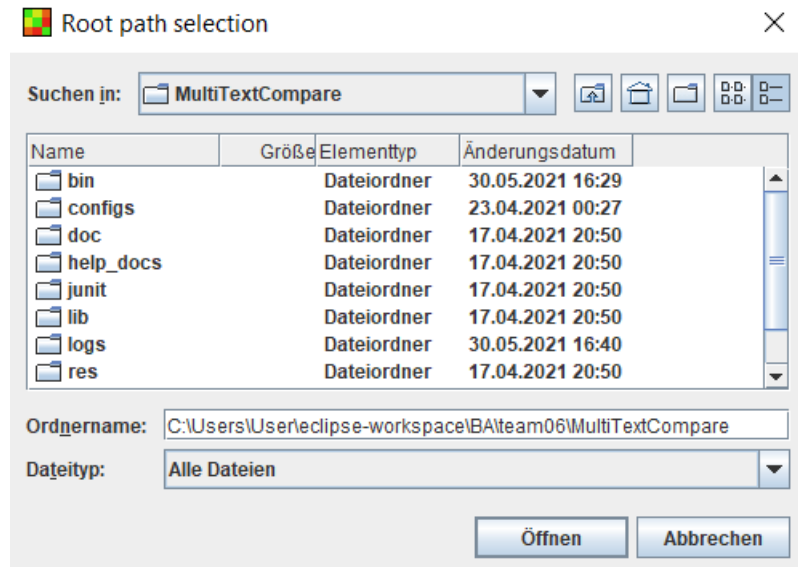 Root path selection
Suchen in: MultiTextCompare
Name Größe Elementtyp Änderungsdatum
bin Dateiordner 30.05.2021 16:29
configs Dateiordner 23.04.2021 00:27
doc Dateiordner 17.04.2021 20:50
help_docs Dateiordner 17.04.2021 20:50
junit Dateiordner 17.04.2021 20:50
lib Dateiordner 17.04.2021 20:50
logs Dateiordner 30.05.2021 16:40
res Dateiordner 17.04.2021 20:50
Ordnername: C:\Users\User\eclipse-workspace\BA\team06\MultiTextCompare
Dateityp: Alle Dateien
Öffnen Abbrechen